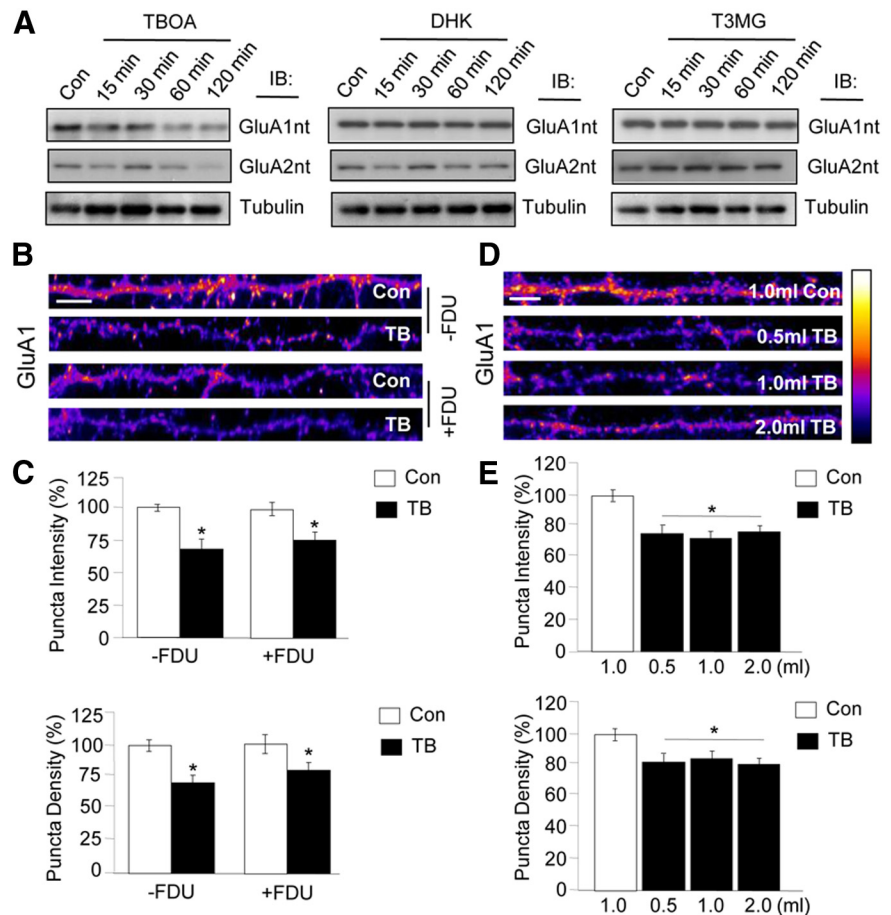 A
TBOA
Con 15 min 30 min 60 min 120 min IB:
GluA1nt
GluA2nt
Tubulin
DHK
Con 15 min 30 min 60 min 120 min IB:
GluA1nt
GluA2nt
Tubulin
T3MG
Con 15 min 30 min 60 min 120 min IB:
GluA1nt
GluA2nt
Tubulin
B
GluA1
Con
TB
-FDU
Con
TB
+FDU
D
GluA1
1.0ml Con
0.5ml TB
1.0ml TB
2.0ml TB
C
Puncta Intensity (%)
125
100
75
50
25
0
-FDU +FDU
Con
TB
* *
Puncta Density (%)
125
100
75
50
25
0
-FDU +FDU
Con
TB
* *
E
Puncta Intensity (%)
120
100
80
60
40
20
0
1.0 0.5 1.0 2.0 (ml)
Con
TB
*
Puncta Density (%)
120
100
80
60
40
20
0
1.0 0.5 1.0 2.0 (ml)
Con
TB
*